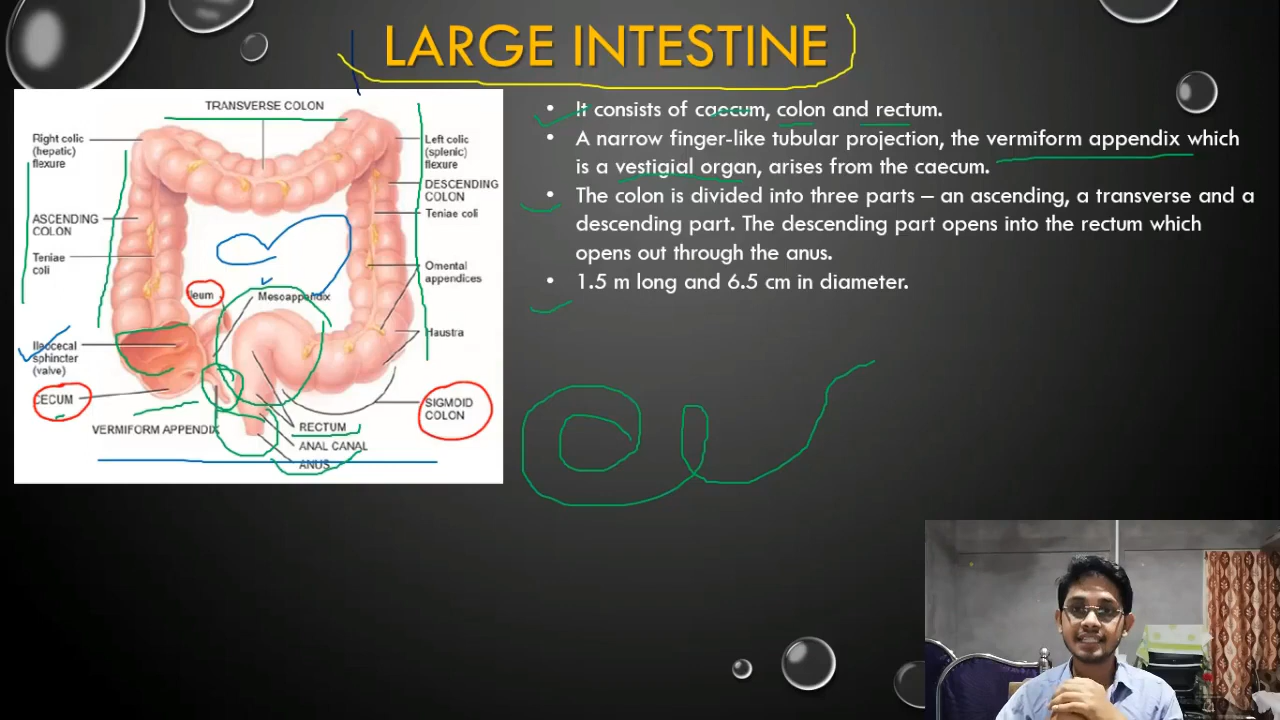 LARGE INTESTINE
TRANSVERSE COLON
Right colic
(hepatic)
flexure
Left colic
(splenic)
flexure
DESCENDING
COLON
Teniae coli
ASCENDING
COLON
Teniae
coli
Omental
appendices
Ileum
Mesoappendix
Haustra
Ileocecal
sphincter
(valve)
CECUM
SIGMOID
COLON
VERMIFORM APPENDIX
RECTUM
ANAL CANAL
ANUS
• It consists of caecum, colon and rectum.
• A narrow finger-like tubular projection, the vermiform appendix which
is a vestigial organ, arises from the caecum.
• The colon is divided into three parts – an ascending, a transverse and a
descending part. The descending part opens into the rectum which
opens out through the anus.
• 1.5 m long and 6.5 cm in diameter.